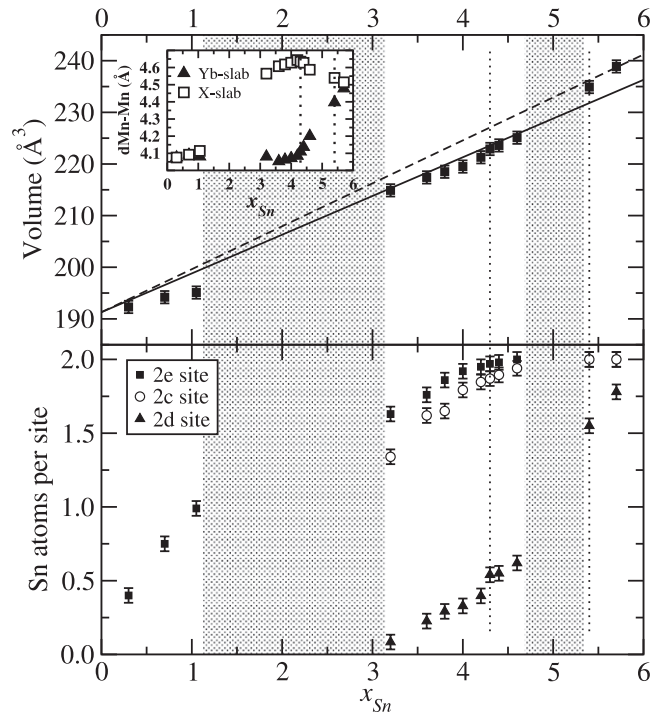 0 1 2 3 4 5 6
240
230
220
210
200
190
Volume (Å³)
4.6
4.5
4.4
4.3
4.2
4.1
dMn-Mn (Å)
Yb-slab
X-slab
0 1 2 3 4 5 6
x_Sn
2.0
1.5
1.0
0.5
0.0
Sn atoms per site
2e site
2c site
2d site
0 1 2 3 4 5 6
x_Sn